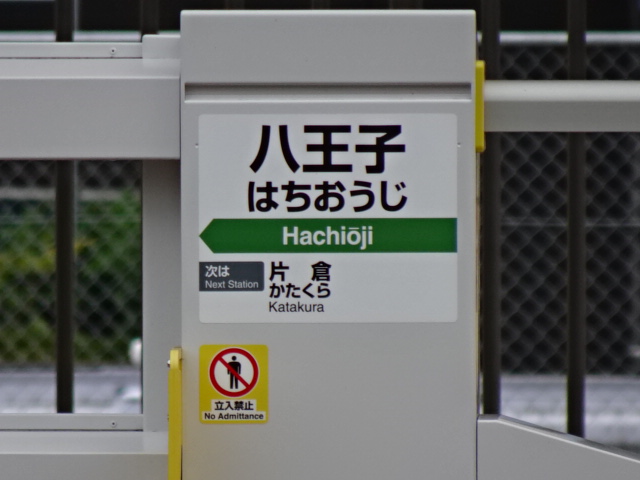 八王子
はちおうじ
Hachiōji
次は
Next Station
片倉
かたくら
Katakura
立入禁止
No Admittance